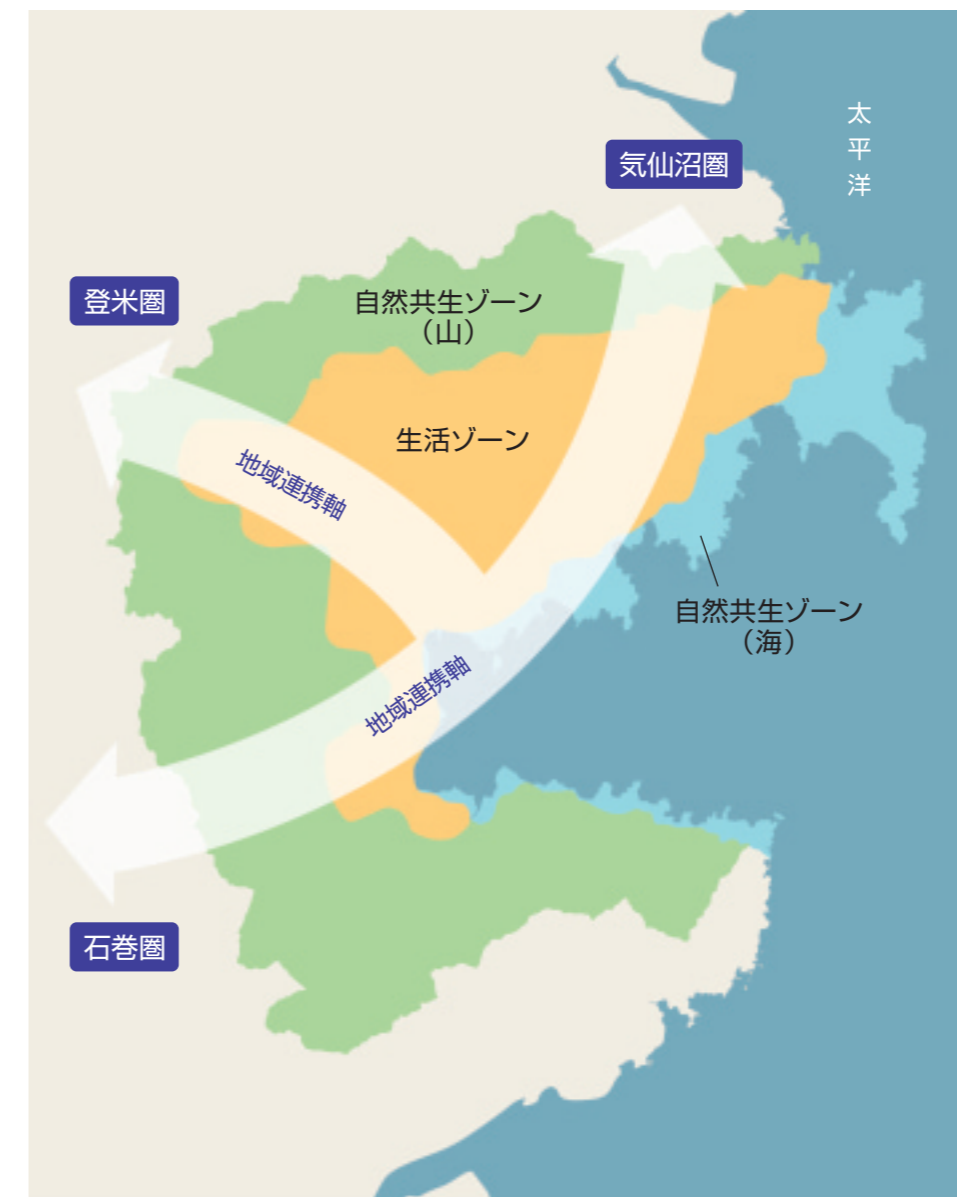 太平洋
気仙沼圏
登米圏
自然共生ゾーン
（山）
生活ゾーン
地域連携軸
自然共生ゾーン
（海）
地域連携軸
石巻圏